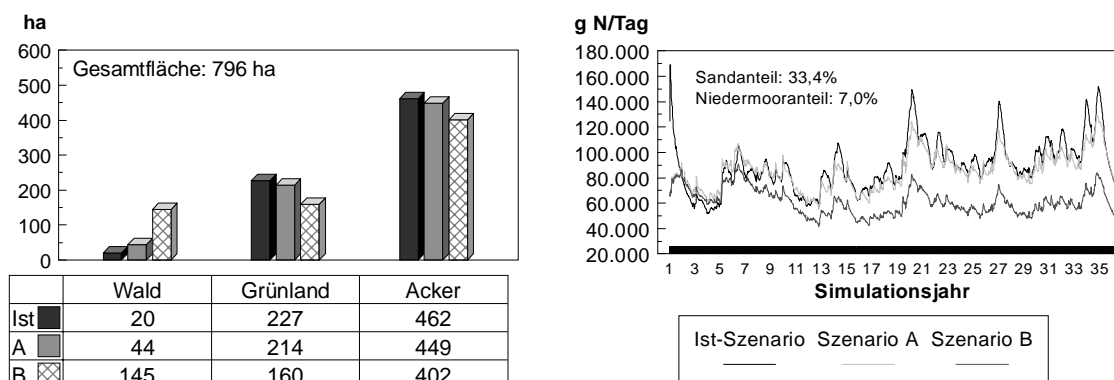 ha
600
500
400
300
200
100
0
Gesamtfläche: 796 ha
Wald Grünland Acker
Ist 20 227 462
A 44 214 449
B 145 160 402
g N/Tag
180.000
160.000
140.000
120.000
100.000
80.000
60.000
40.000
20.000
Sandanteil: 33,4%
Niedermooranteil: 7,0%
1 3 5 7 9 11 13 15 17 19 21 23 25 27 29 31 33 35
Simulationsjahr
Ist-Szenario Szenario A Szenario B